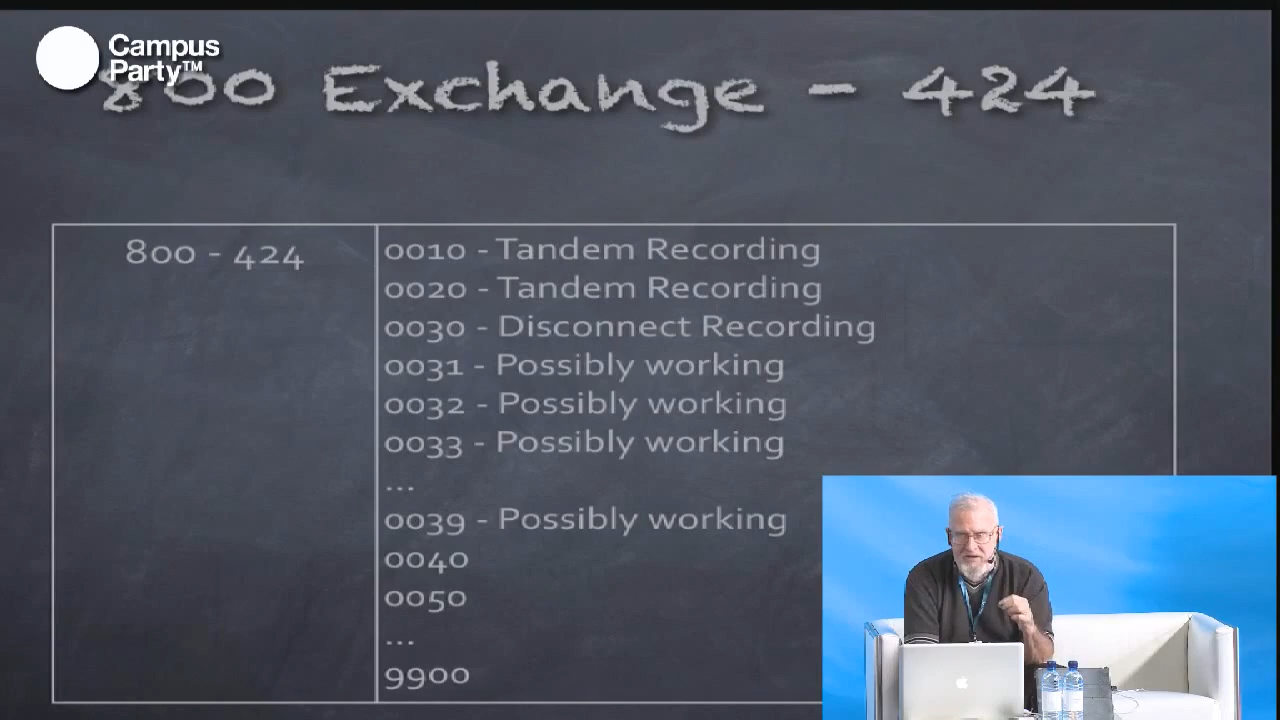 Campus
Party™
800 Exchange - 424
800 - 424
0010 - Tandem Recording
0020 - Tandem Recording
0030 - Disconnect Recording
0031 - Possibly working
0032 - Possibly working
0033 - Possibly working
...
0039 - Possibly working
0040
0050
...
9900